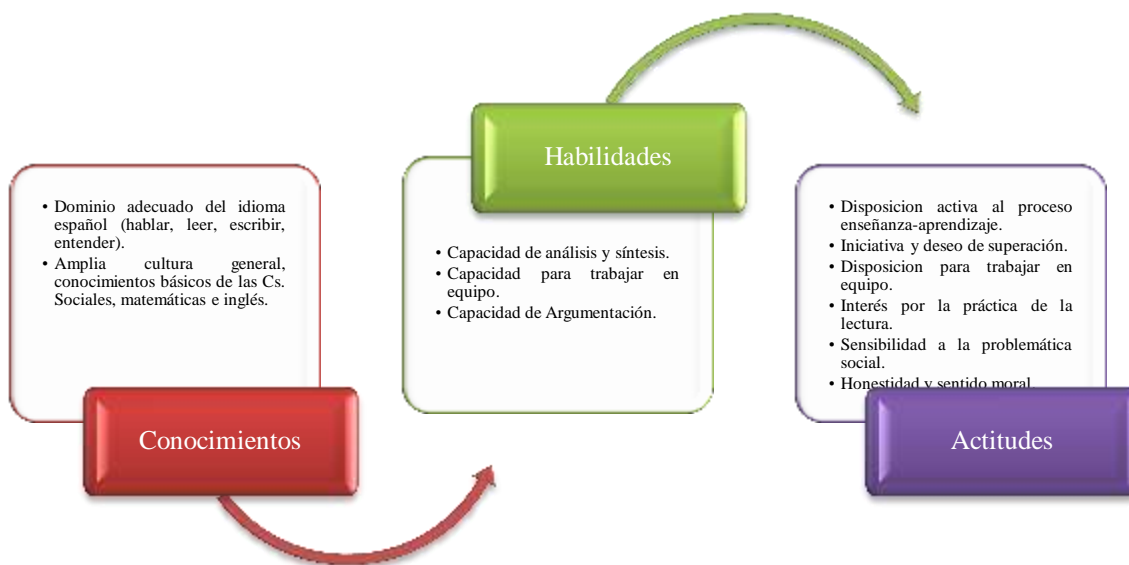 • Dominio adecuado del idioma
español (hablar, leer, escribir,
entender).
• Amplia cultura general,
conocimientos básicos de las Cs.
Sociales, matemáticas e inglés.
Conocimientos
Habilidades
• Capacidad de análisis y síntesis.
• Capacidad para trabajar en
equipo.
• Capacidad de Argumentación.
• Disposicion activa al proceso
enseñanza-aprendizaje.
• Iniciativa y deseo de superación.
• Disposicion para trabajar en
equipo.
• Interés por la práctica de la
lectura.
• Sensibilidad a la problemática
social.
• Honestidad y sentido moral
Actitudes